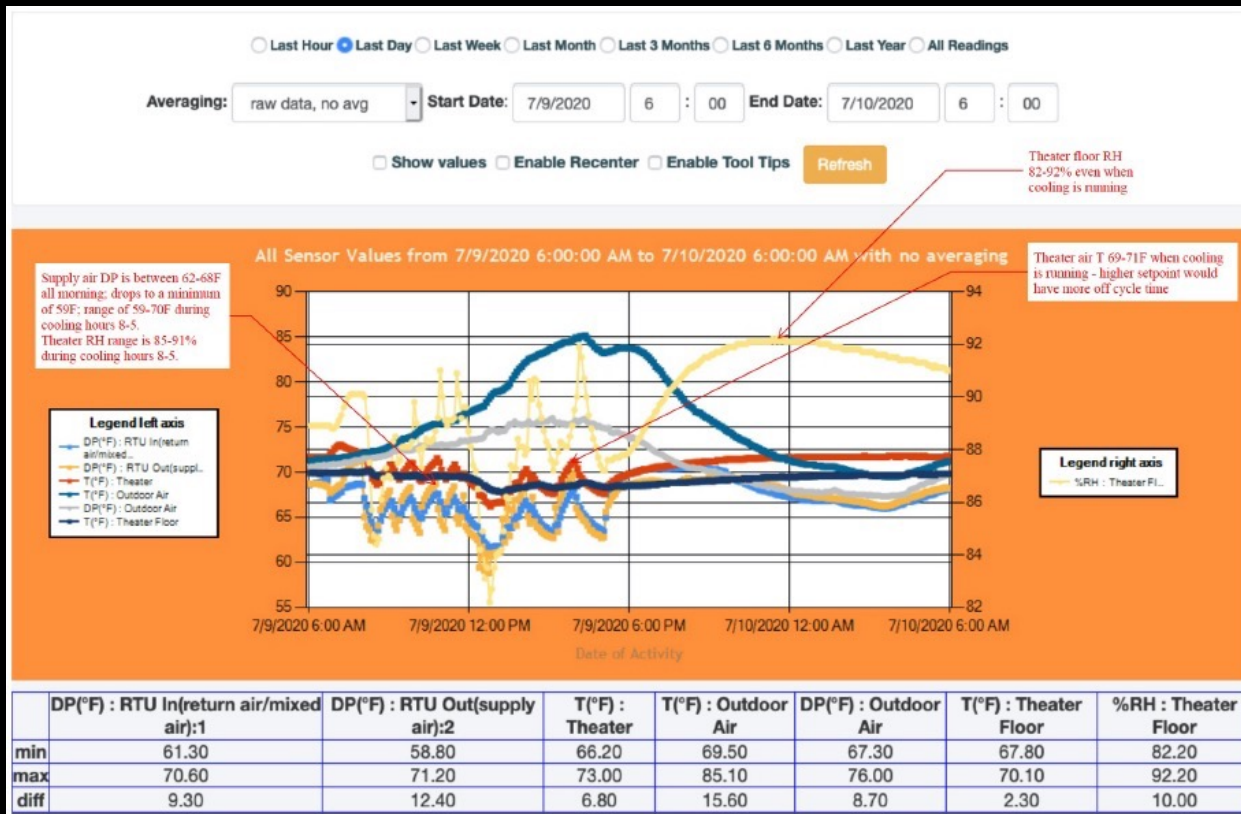 Last Hour Last Day Last Week Last Month Last 3 Months Last 6 Months Last Year All Readings
Averaging: raw data, no avg Start Date: 7/9/2020 6 : 00 End Date: 7/10/2020 6 : 00
Show values Enable Recenter Enable Tool Tips Refresh
Theater floor RH
82-92% even when
cooling is running
All Sensor Values from 7/9/2020 6:00:00 AM to 7/10/2020 6:00:00 AM with no averaging
Supply air DP is between 62-68F
all morning; drops to a minimum
of 59F; range of 59-70F during
cooling hours 8-5.
Theater RH range is 85-91%
during cooling hours 8-5.
Theater air T 69-71F when cooling
is running - higher setpoint would
have more off cycle time
90
85
80
75
70
65
60
55
94
92
90
88
86
84
82
Legend left axis
DP(°F) : RTU In(return
air/mixed...
DP(°F) : RTU Out(suppl..
T(°F) : Theater
T(°F) : Outdoor Air
DP(°F) : Outdoor Air
T(°F) : Theater Floor
Legend right axis
%RH : Theater Fl...
7/9/2020 6:00 AM 7/9/2020 12:00 PM 7/9/2020 6:00 PM 7/10/2020 12:00 AM 7/10/2020 6:00 AM
Date of Activity
DP(°F) : RTU In(return air/mixed air):1 DP(°F) : RTU Out(supply air):2 T(°F) : Theater T(°F) : Outdoor Air DP(°F) : Outdoor Air T(°F) : Theater Floor %RH : Theater Floor
min 61.30 58.80 66.20 69.50 67.30 67.80 82.20
max 70.60 71.20 73.00 85.10 76.00 70.10 92.20
diff 9.30 12.40 6.80 15.60 8.70 2.30 10.00